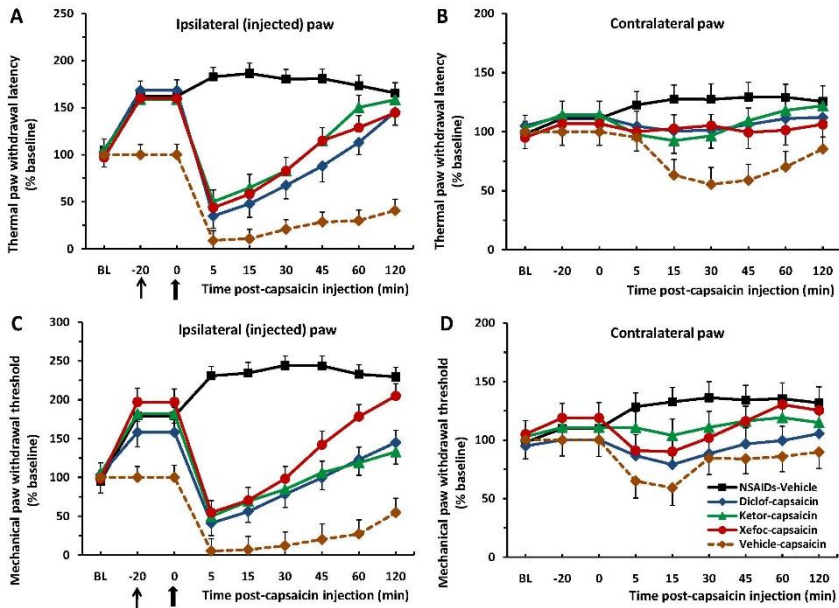 A
Ipsilateral (injected) paw
Thermal paw withdrawal latency
(% baseline)
250
200
150
100
50
0
BL -20 0 5 15 30 45 60 120
Time post-capsaicin injection (min)
B
Contralateral paw
Thermal paw withdrawal latency
(% baseline)
200
150
100
50
0
BL -20 0 5 15 30 45 60 120
Time post-capsaicin injection (min)
C
Ipsilateral (injected) paw
Mechanical paw withdrawal threshold
(% baseline)
300
250
200
150
100
50
0
BL -20 0 5 15 30 45 60 120
Time post-capsaicin injection (min)
D
Contralateral paw
Mechanical paw withdrawal threshold
(% baseline)
200
150
100
50
0
NSAIDs-Vehicle
Diclof-capsaicin
Ketor-capsaicin
Xefoc-capsaicin
Vehicle-capsaicin
BL -20 0 5 15 30 45 60 120
Time post-capsaicin injection (min)